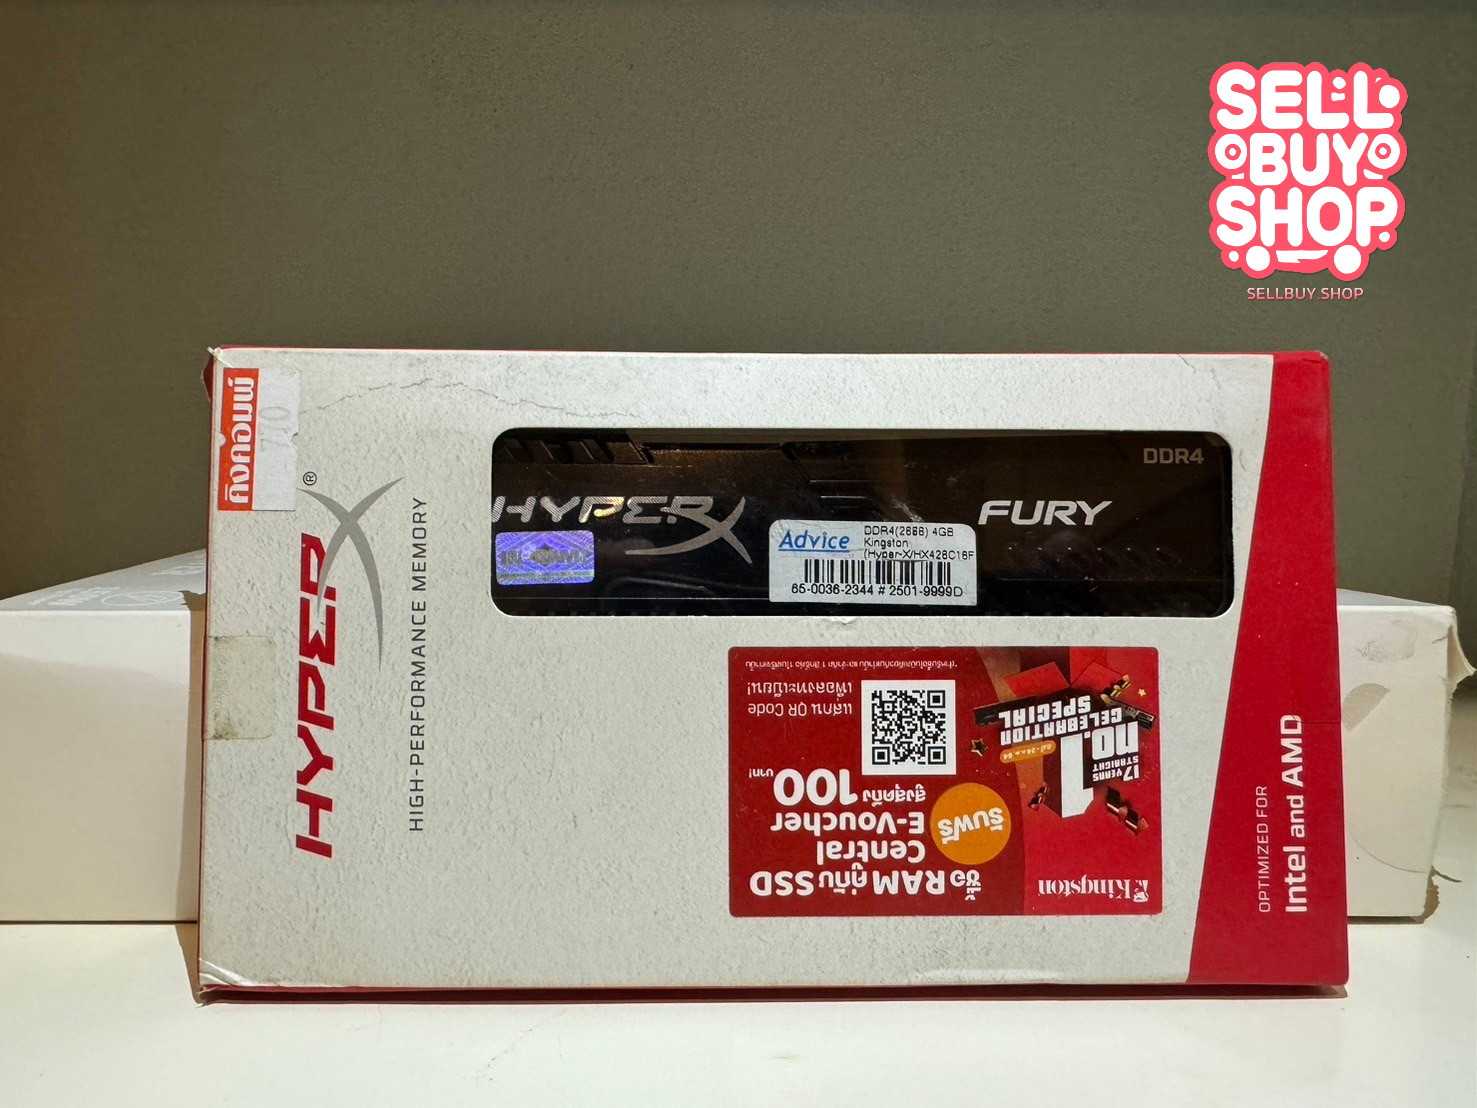 SELL
BUY
SHOP
SELLBUY.SHOP
คิงคอมพ์
HYPERX
®
HIGH-PERFORMANCE MEMORY
HYPERX
FURY
DDR4
Advice
DDR4(2666) 4GB
Kingston
(Hyper-X/HX426C16F
65-0036-2344 # 2501-9999D
Kingston
ซื้อ RAM คู่กับ SSD
รับฟรี
Central
E-Voucher
สูงสุดถึง 100 บาท!
แสกน QR Code
เพื่อลงทะเบียน!
17 YEARS
STRAIGHT
NO.1
CELEBRATION
SPECIAL
OPTIMIZED FOR
Intel and AMD